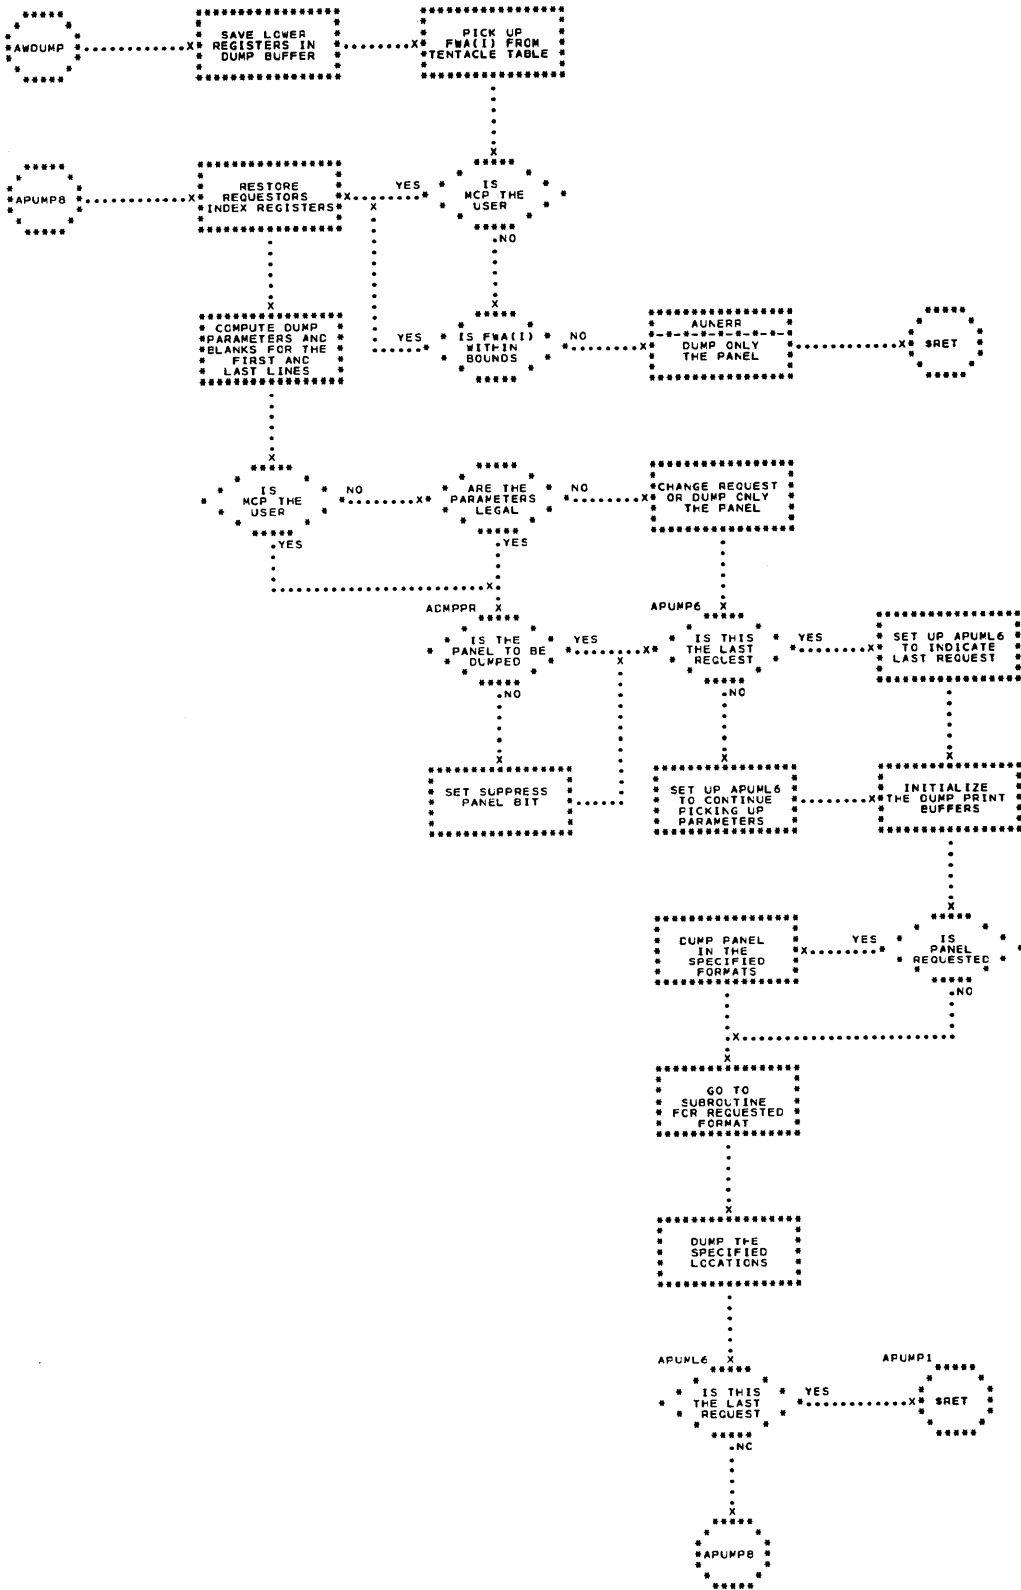 AWDUMP
SAVE LOWER
REGISTERS IN
DUMP BUFFER
PICK UP
FWA(I) FROM
TENTACLE TABLE
APUMP8
RESTORE
REQUESTORS
INDEX REGISTERS
YES
IS
MCP THE
USER
NO
COMPUTE DUMP
PARAMETERS AND
BLANKS FOR THE
FIRST AND
LAST LINES
YES
IS FWA(I)
WITHIN
BOUNDS
NO
AUNERR
DUMP ONLY
THE PANEL
$RET
IS
MCP THE
USER
NO
YES
ARE THE
PARAMETERS
LEGAL
NO
YES
CHANGE REQUEST
OR DUMP ONLY
THE PANEL
ADMPPR
IS THE
PANEL TO BE
DUMPED
YES
NO
APUMP6
IS THIS
THE LAST
REQUEST
YES
NO
SET UP APUML6
TO INDICATE
LAST REQUEST
SET SUPPRESS
PANEL BIT
SET UP APUML6
TO CONTINUE
PICKING UP
PARAMETERS
INITIALIZE
THE DUMP PRINT
BUFFERS
DUMP PANEL
IN THE
SPECIFIED
FORMATS
YES
IS
PANEL
REQUESTED
NO
GO TO
SUBROUTINE
FOR REQUESTED
FORMAT
DUMP THE
SPECIFIED
LOCATIONS
APUML6
IS THIS
THE LAST
REQUEST
YES
NO
APUMP1
$RET
APUMP8